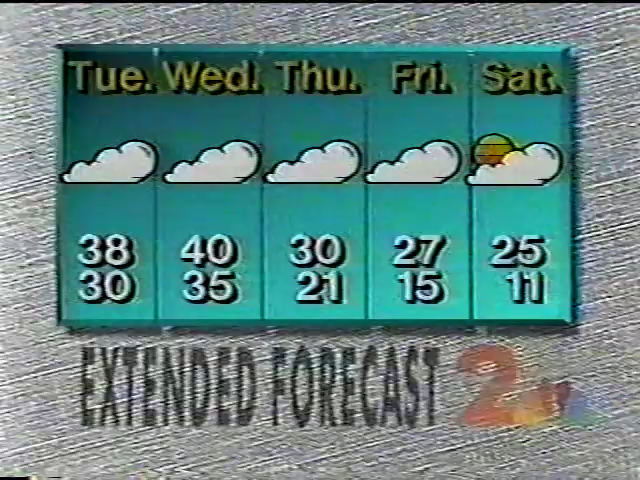 Tue. Wed. Thu. Fri. Sat.
38 40 30 27 25
30 35 21 15 11
EXTENDED FORECAST 2